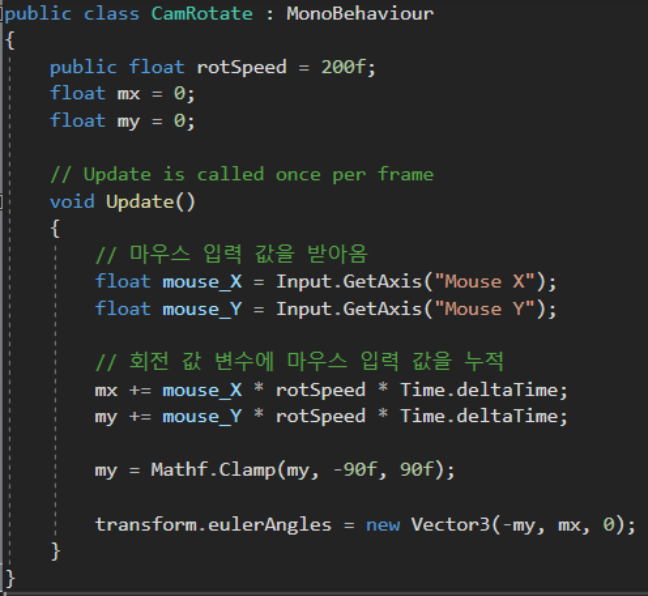 public class CamRotate : MonoBehaviour
{
public float rotSpeed = 200f;
float mx = 0;
float my = 0;
// Update is called once per frame
void Update()
{
// 마우스 입력 값을 받아옴
float mouse_X = Input.GetAxis("Mouse X");
float mouse_Y = Input.GetAxis("Mouse Y");
// 회전 값 변수에 마우스 입력 값을 누적
mx += mouse_X * rotSpeed * Time.deltaTime;
my += mouse_Y * rotSpeed * Time.deltaTime;
my = Mathf.Clamp(my, -90f, 90f);
transform.eulerAngles = new Vector3(-my, mx, 0);
}
}